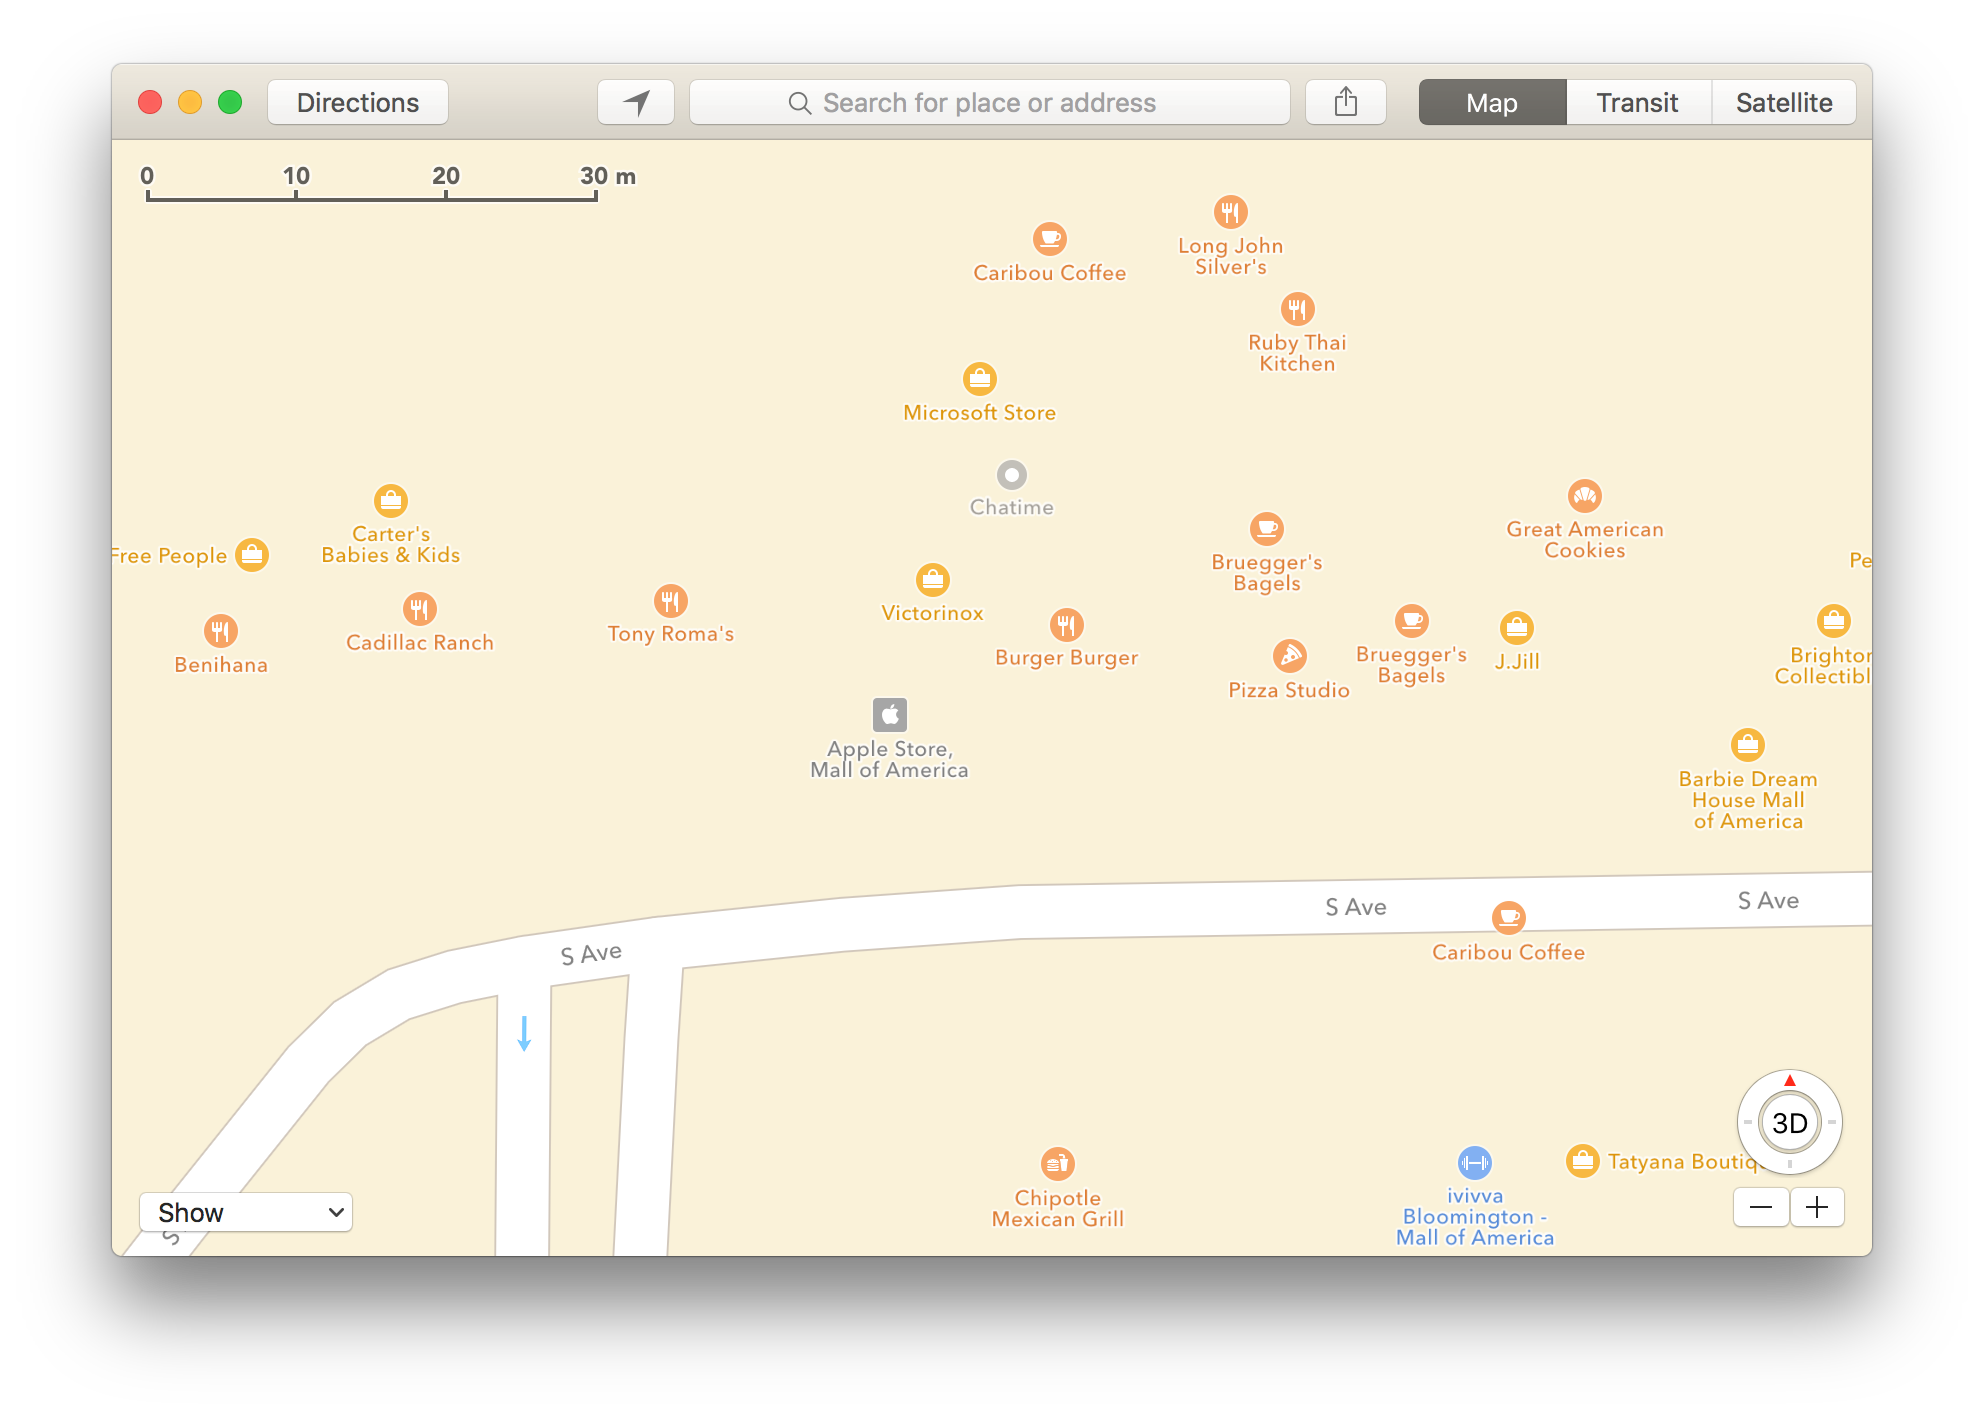 Directions
Search for place or address
Map
Transit
Satellite
0 10 20 30 m
Long John
Silver's
Caribou Coffee
Ruby Thai
Kitchen
Microsoft Store
Chatime
Carter's
Babies & Kids
Free People
Great American
Cookies
Bruegger's
Bagels
Pe
Victorinox
Tony Roma's
Cadillac Ranch
Benihana
Burger Burger
Bruegger's
Bagels
J.Jill
Brighton
Collectibl
Pizza Studio
Apple Store,
Mall of America
Barbie Dream
House Mall
of America
S Ave
S Ave
S Ave
Caribou Coffee
3D
Tatyana Boutiq
Chipotle
Mexican Grill
ivivva
Bloomington -
Mall of America
Show
S